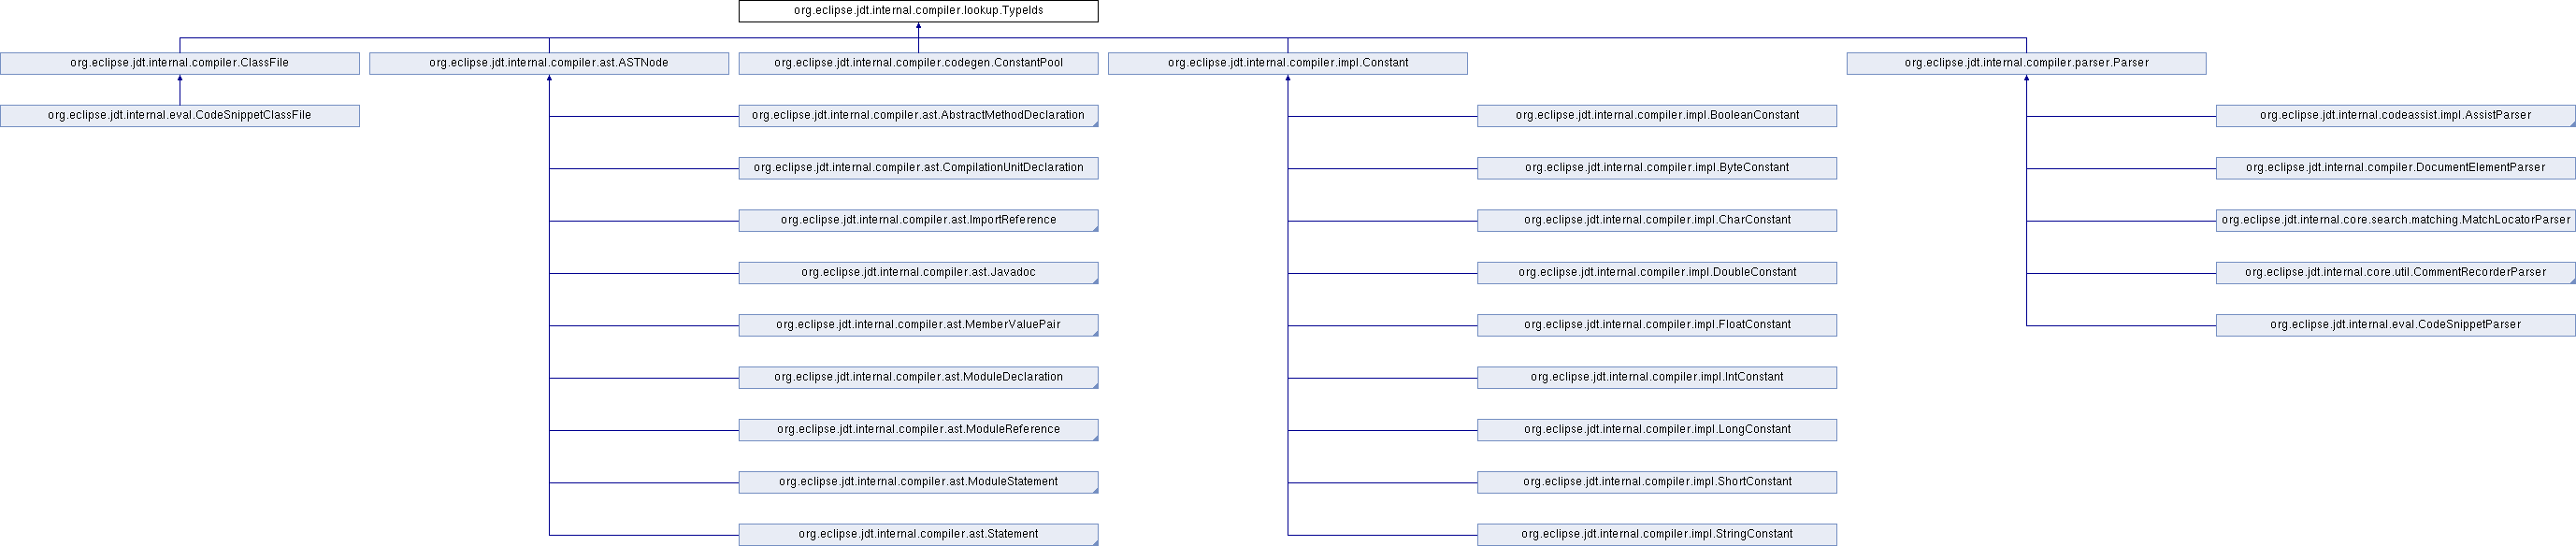 org.eclipse.jdt.internal.compiler.lookup.TypeIds
org.eclipse.jdt.internal.compiler.ClassFile
org.eclipse.jdt.internal.compiler.ast.ASTNode
org.eclipse.jdt.internal.compiler.codegen.ConstantPool
org.eclipse.jdt.internal.compiler.impl.Constant
org.eclipse.jdt.internal.compiler.parser.Parser
org.eclipse.jdt.internal.eval.CodeSnippetClassFile
org.eclipse.jdt.internal.compiler.ast.AbstractMethodDeclaration
org.eclipse.jdt.internal.compiler.impl.BooleanConstant
org.eclipse.jdt.internal.codeassist.impl.AssistParser
org.eclipse.jdt.internal.compiler.ast.CompilationUnitDeclaration
org.eclipse.jdt.internal.compiler.impl.ByteConstant
org.eclipse.jdt.internal.compiler.DocumentElementParser
org.eclipse.jdt.internal.compiler.ast.ImportReference
org.eclipse.jdt.internal.compiler.impl.CharConstant
org.eclipse.jdt.internal.core.search.matching.MatchLocatorParser
org.eclipse.jdt.internal.compiler.ast.Javadoc
org.eclipse.jdt.internal.compiler.impl.DoubleConstant
org.eclipse.jdt.internal.core.util.CommentRecorderParser
org.eclipse.jdt.internal.compiler.ast.MemberValuePair
org.eclipse.jdt.internal.compiler.impl.FloatConstant
org.eclipse.jdt.internal.eval.CodeSnippetParser
org.eclipse.jdt.internal.compiler.ast.ModuleDeclaration
org.eclipse.jdt.internal.compiler.impl.IntConstant
org.eclipse.jdt.internal.compiler.ast.ModuleReference
org.eclipse.jdt.internal.compiler.impl.LongConstant
org.eclipse.jdt.internal.compiler.ast.ModuleStatement
org.eclipse.jdt.internal.compiler.impl.ShortConstant
org.eclipse.jdt.internal.compiler.ast.Statement
org.eclipse.jdt.internal.compiler.impl.StringConstant